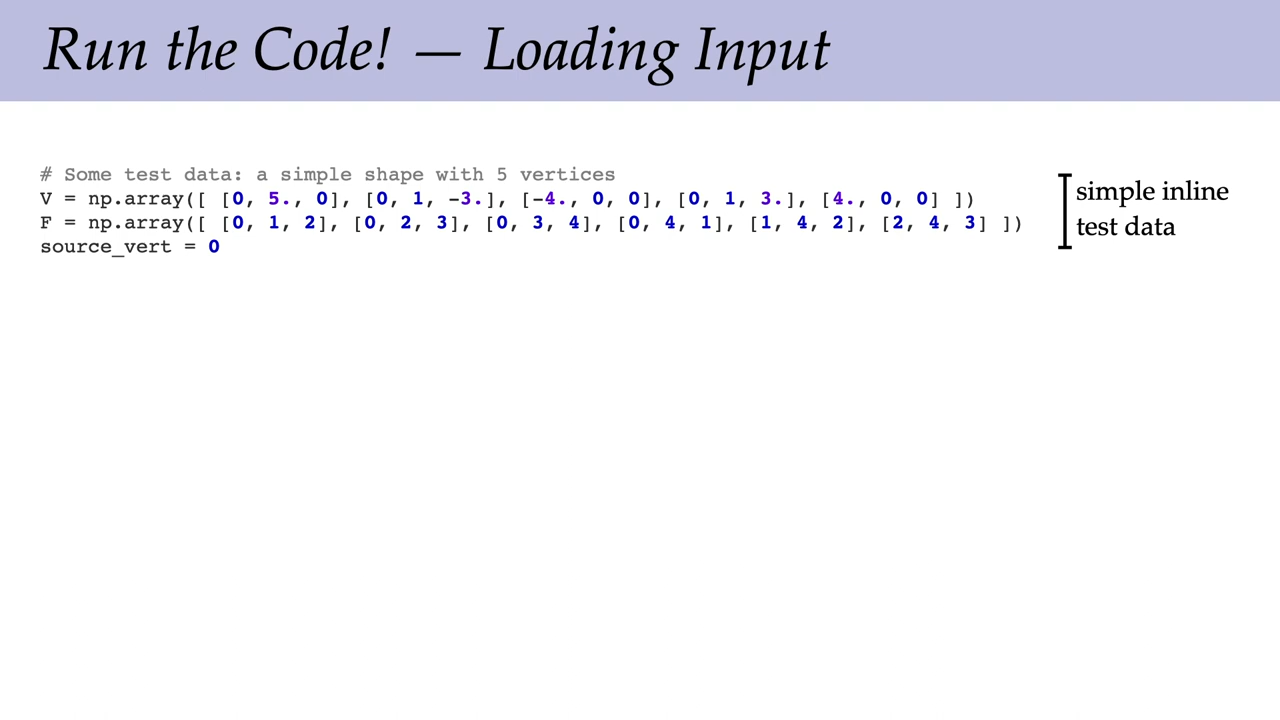 Run the Code! — Loading Input
# Some test data: a simple shape with 5 vertices
V = np.array([ [0, 5., 0], [0, 1, -3.], [-4., 0, 0], [0, 1, 3.], [4., 0, 0] ])
F = np.array([ [0, 1, 2], [0, 2, 3], [0, 3, 4], [0, 4, 1], [1, 4, 2], [2, 4, 3] ])
source_vert = 0
simple inline
test data